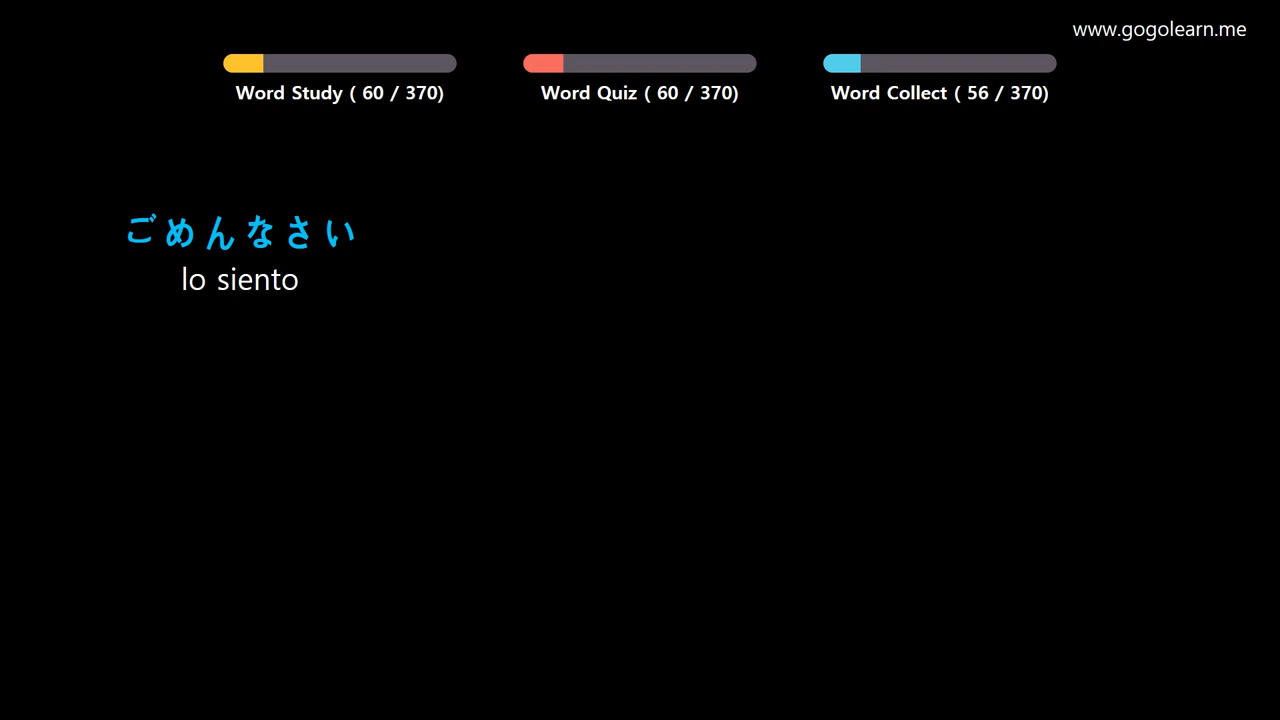 www.gogolearn.me
Word Study ( 60 / 370)
Word Quiz ( 60 / 370)
Word Collect ( 56 / 370)
ごめんなさい
lo siento